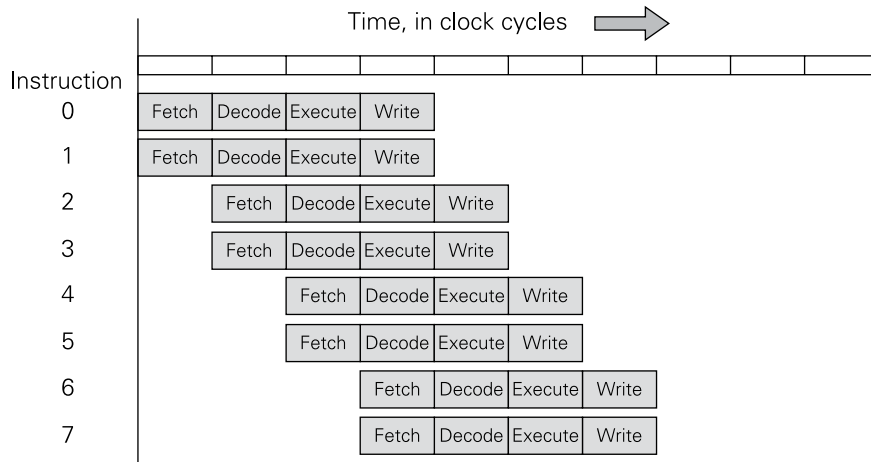 Time, in clock cycles
Instruction
0 Fetch Decode Execute Write
1 Fetch Decode Execute Write
2 Fetch Decode Execute Write
3 Fetch Decode Execute Write
4 Fetch Decode Execute Write
5 Fetch Decode Execute Write
6 Fetch Decode Execute Write
7 Fetch Decode Execute Write